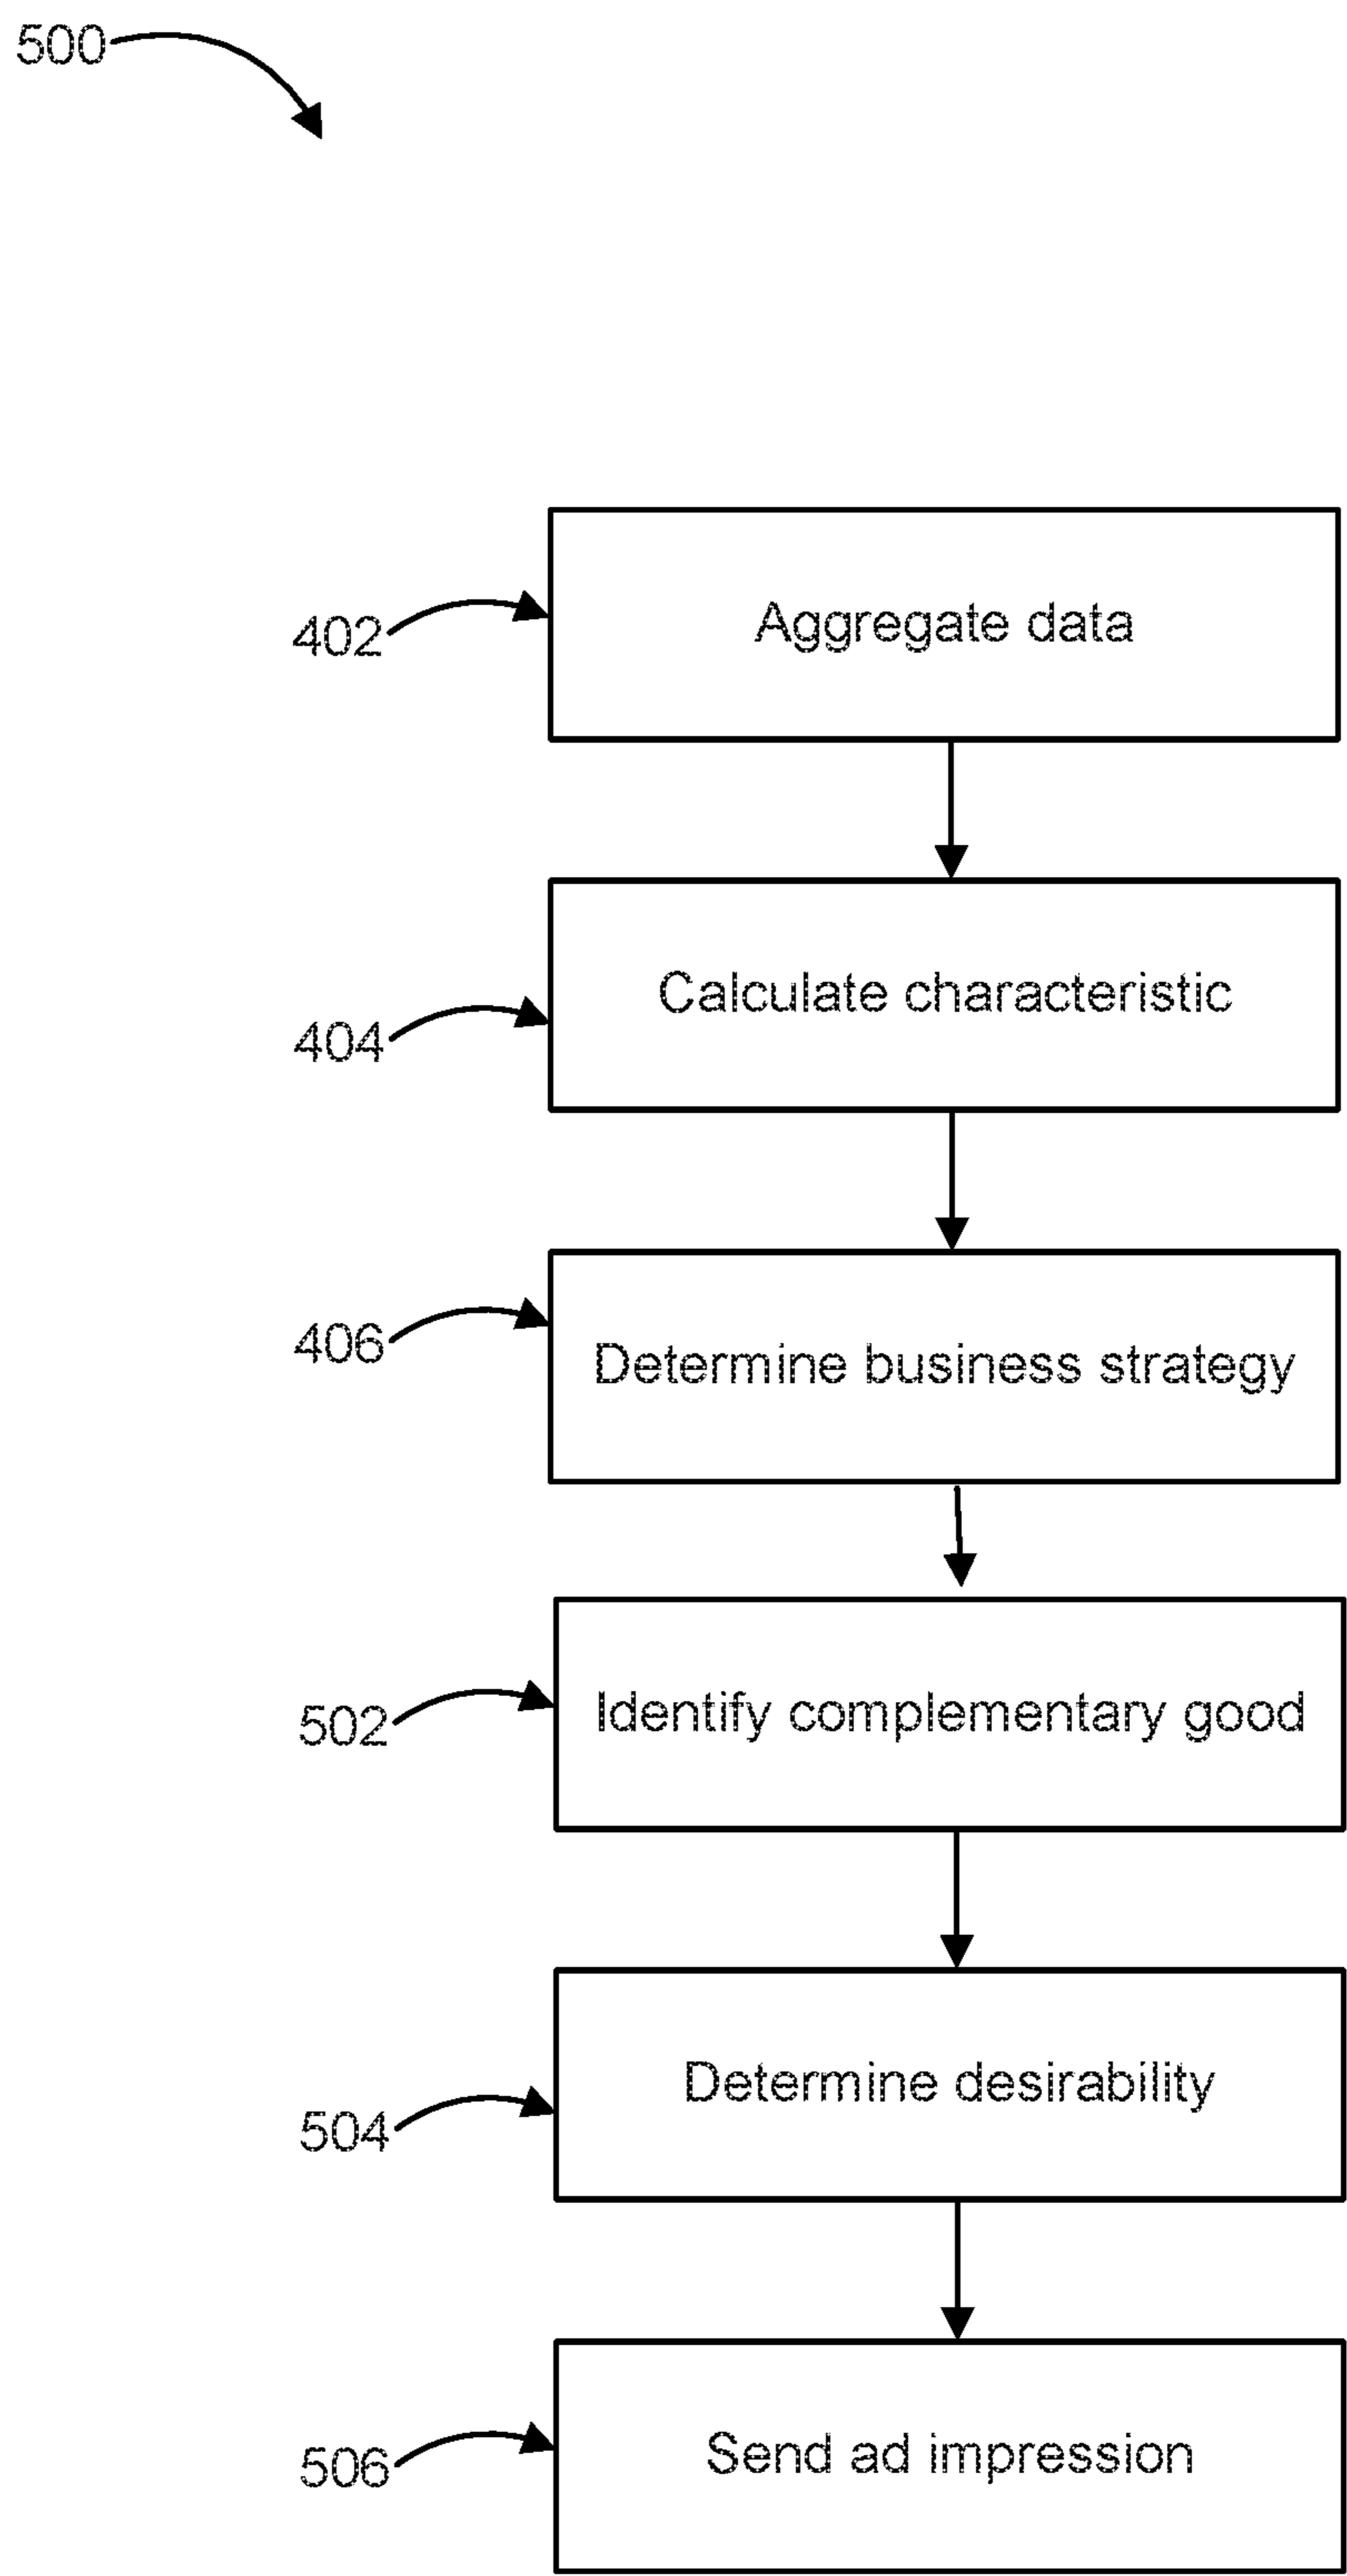 500
402
Aggregate data
404
Calculate characteristic
406
Determine business strategy
502
Identify complementary good
504
Determine desirability
506
Send ad impression